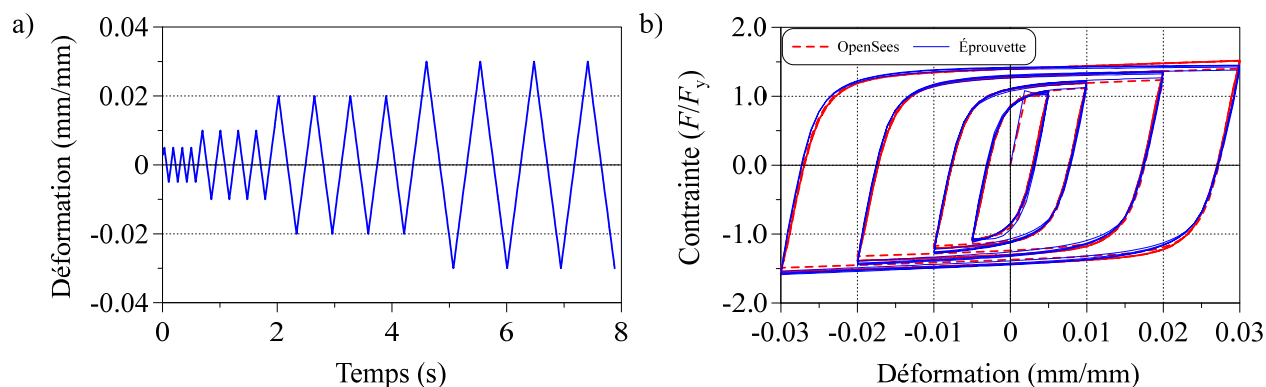 a)
Déformation (mm/mm)
0.04
0.02
0
-0.02
-0.04
0 2 4 6 8
Temps (s)
b)
Contrainte (F/Fy)
2.0
1.0
0.0
-1.0
-2.0
OpenSees Éprouvette
-0.03 -0.02 -0.01 0 0.01 0.02 0.03
Déformation (mm/mm)